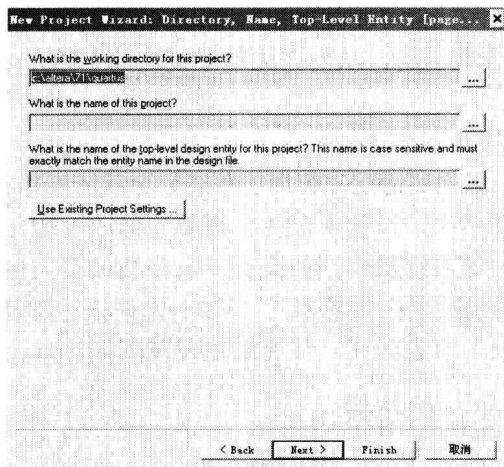 New Project Wizard: Directory, Name, Top-Level Entity [page... ×
What is the working directory for this project?
c:\altera\71\quartus
...
What is the name of this project?
...
What is the name of the top-level design entity for this project? This name is case sensitive and must
exactly match the entity name in the design file.
...
Use Existing Project Settings ...
< Back Next > Finish 取消